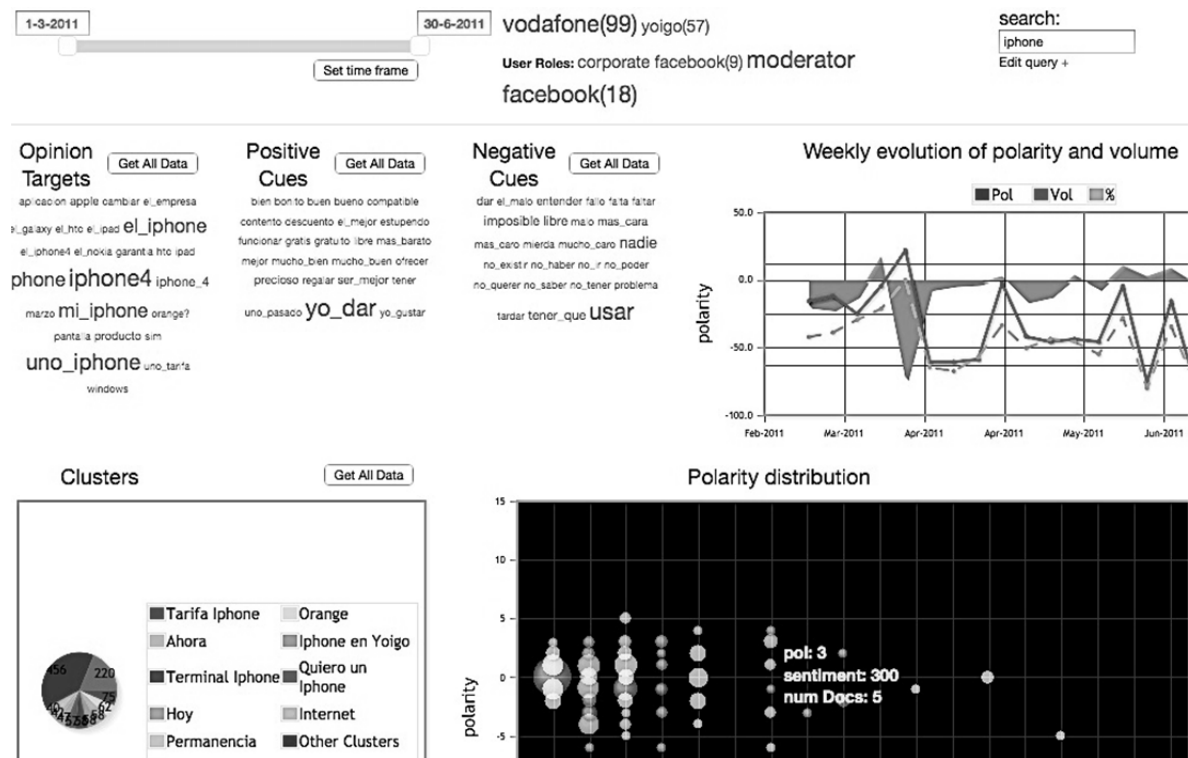 1-3-2011
30-6-2011
Set time frame
vodafone(99) yoigo(57)
User Roles: corporate facebook(9) moderator
facebook(18)
search:
iphone
Edit query +
Opinion Targets
Get All Data
aplicacion apple cambiar el_empresa
el_galaxy el_htc el_ipad el_iphone
el_iphone4 el_nokia garantia htc ipad
phone iphone4 iphone_4
marzo mi_iphone orange?
pantalla producto sim
uno_iphone uno_tarifa
windows
Positive Cues
Get All Data
bien bonito buen bueno compatible
contento descuento el_mejor estupendo
funcionar gratis gratuito libre mas_barato
mejor mucho_bien mucho_buen ofrecer
precioso regalar ser_mejor tener
uno_pasado yo_dar yo_gustar
Negative Cues
Get All Data
dar el_malo entender fallo falta faltar
imposible libre malo mas_cara
mas_caro mierda mucho_caro nadie
no_existir no_haber no_ir no_poder
no_querer no_saber no_tener problema
tardar tener_que usar
Weekly evolution of polarity and volume
Pol Vol %
50.0
0.0
-50.0
-100.0
polarity
Feb-2011 Mar-2011 Apr-2011 Apr-2011 May-2011 Jun-2011
Clusters
Get All Data
Tarifa Iphone Orange
Ahora Iphone en Yoigo
Terminal Iphone Quiero un Iphone
Hoy Internet
Permanencia Other Clusters
456
220
75
62
Polarity distribution
15
10
5
0
-5
polarity
pol: 3
sentiment: 300
num Docs: 5